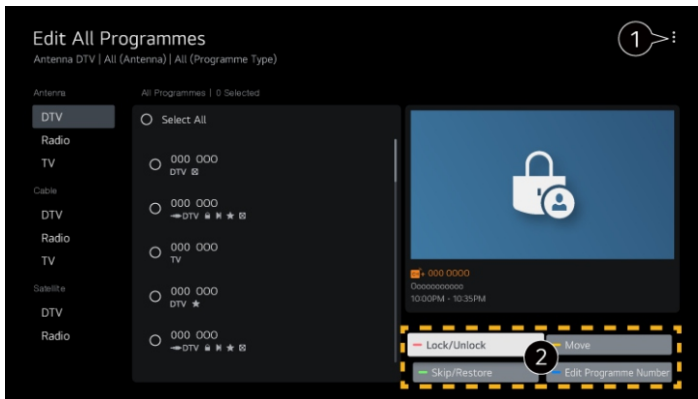 Edit All Programmes
Antenna DTV | All (Antenna) | All (Programme Type)
1
Antenna
DTV
Radio
TV
Cable
DTV
Radio
TV
Satellite
DTV
Radio
All Programmes | 0 Selected
Select All
000 000
DTV
000 000
DTV
000 000
TV
000 000
DTV
000 000
DTV
+ 000 0000
Oooooooooo
10:00PM - 10:35PM
Lock/Unlock
Move
2
Skip/Restore
Edit Programme Number